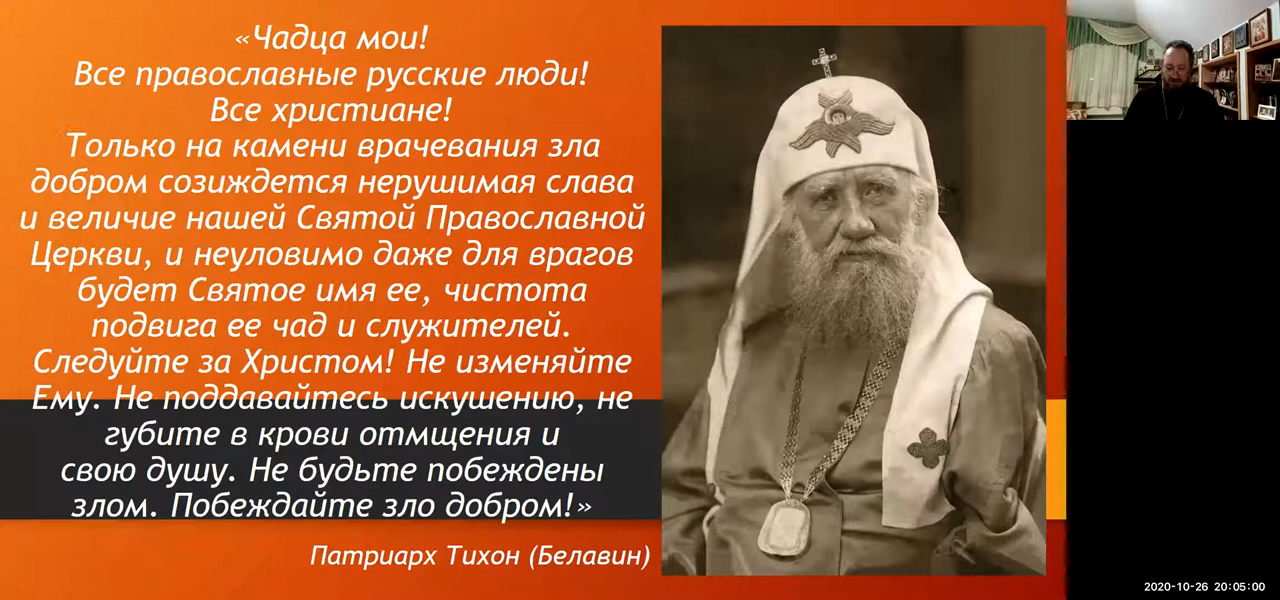 «Чадца мои!
Все православные русские люди!
Все христиане!
Только на камени врачевания зла
добром созиждется нерушимая слава
и величие нашей Святой Православной
Церкви, и неуловимо даже для врагов
будет Святое имя ее, чистота
подвига ее чад и служителей.
Следуйте за Христом! Не изменяйте
Ему. Не поддавайтесь искушению, не
губите в крови отмщения и
свою душу. Не будьте побеждены
злом. Побеждайте зло добром!»
Патриарх Тихон (Белавин)
2020-10-26 20:05:00